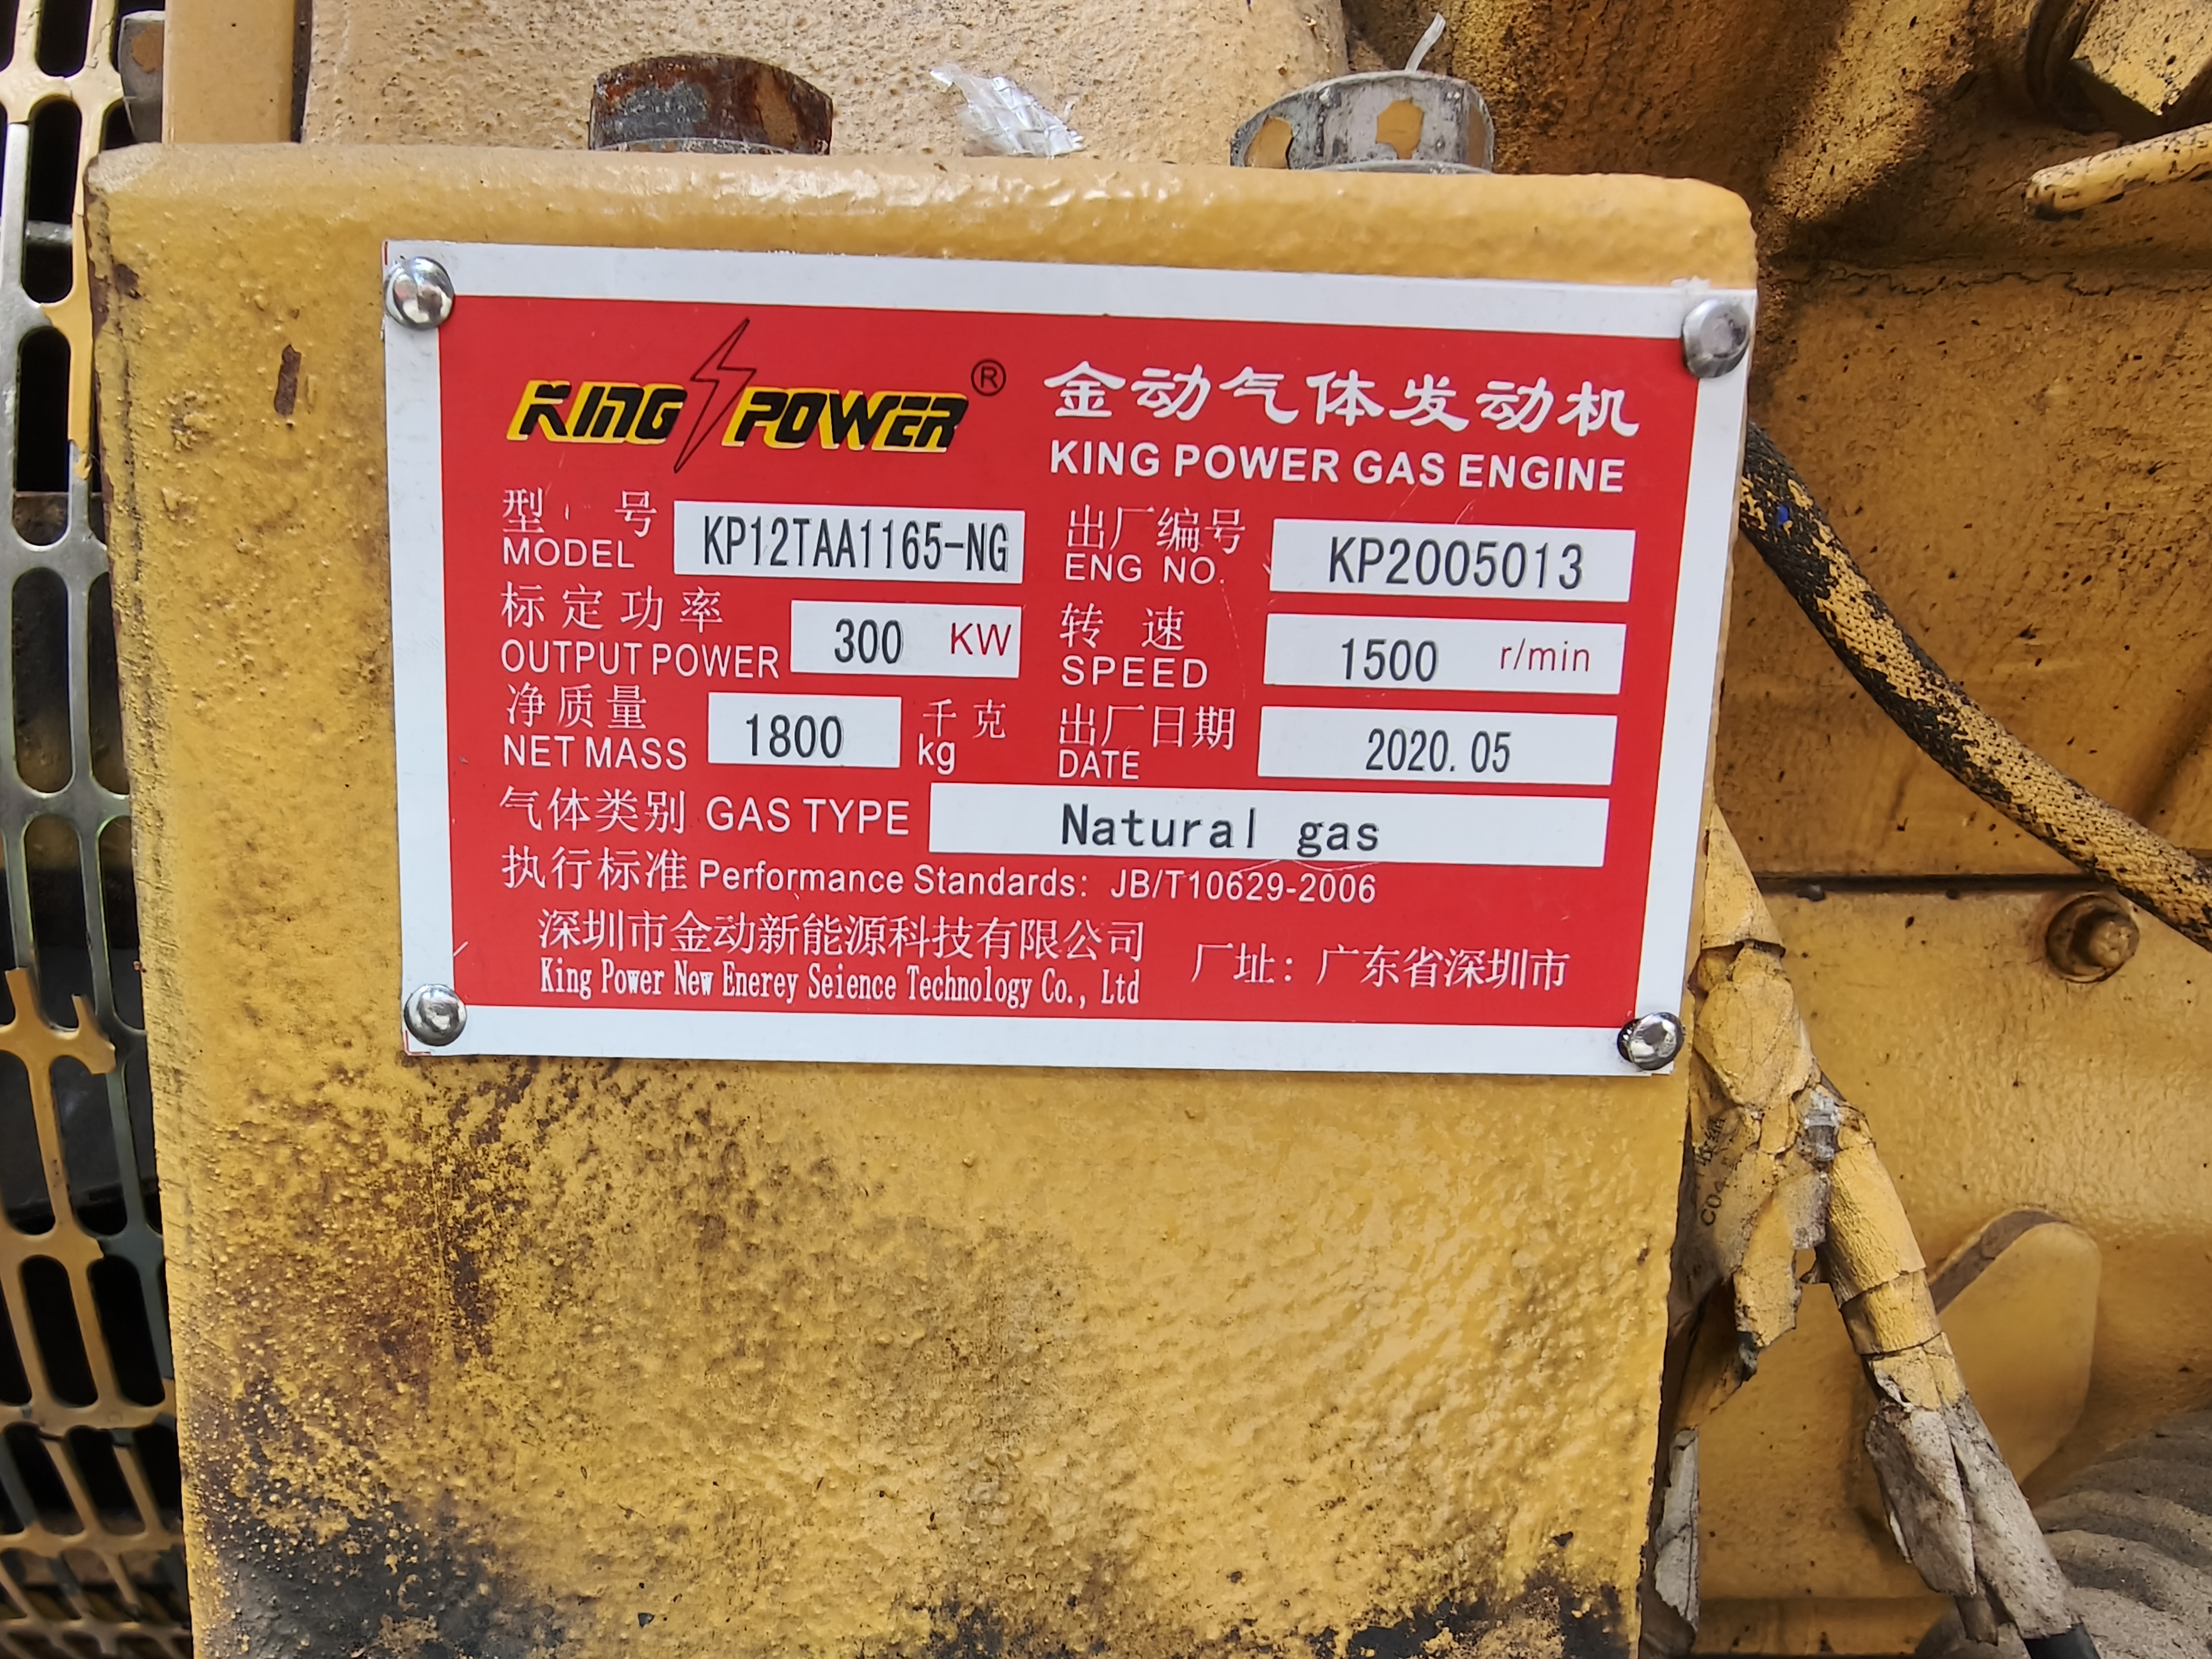 KING POWER ® 金动气体发动机
KING POWER GAS ENGINE
型号 KP12TAA1165-NG 出厂编号 KP2005013
MODEL ENG NO.
标定功率 300 KW 转速 1500 r/min
OUTPUT POWER SPEED
净质量 1800 千克 出厂日期 2020.05
NET MASS kg DATE
气体类别 GAS TYPE Natural gas
执行标准 Performance Standards: JB/T10629-2006
深圳市金动新能源科技有限公司 厂址：广东省深圳市
King Power New Enerey Seience Technology Co., Ltd